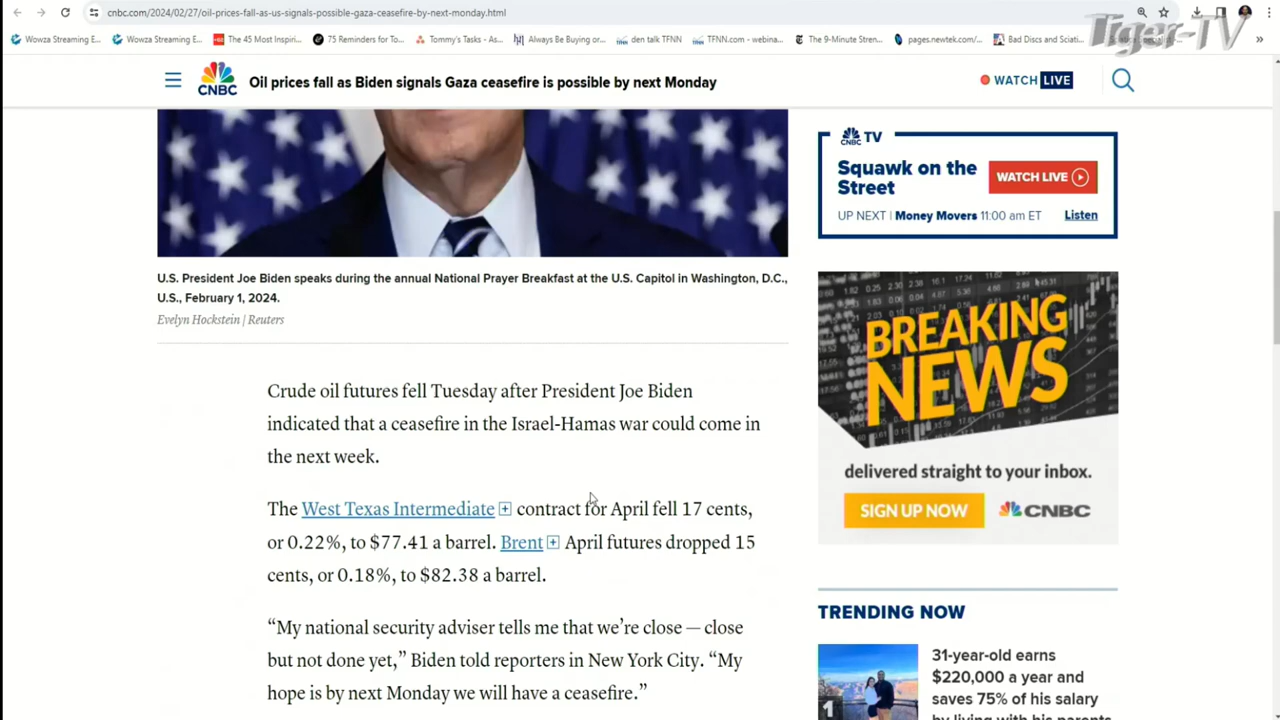 cnbc.com/2024/02/27/oil-prices-fall-as-us-signals-possible-gaza-ceasefire-by-next-monday.html
Tiger-TV
Wowza Streaming E...
Wowza Streaming E...
The 45 Most Inspiri...
75 Reminders for To...
Tommy's Tasks - As...
Always Be Buying or...
den talk TFNN
TFNN.com - webina...
The 9-Minute Stren...
pages.newtek.com/...
Bad Discs and Sciati...
»
CNBC
Oil prices fall as Biden signals Gaza ceasefire is possible by next Monday
WATCH LIVE
CNBC TV
Squawk on the
Street
WATCH LIVE
UP NEXT | Money Movers 11:00 am ET
Listen
U.S. President Joe Biden speaks during the annual National Prayer Breakfast at the U.S. Capitol in Washington, D.C.,
U.S., February 1, 2024.
Evelyn Hockstein | Reuters
Crude oil futures fell Tuesday after President Joe Biden
indicated that a ceasefire in the Israel-Hamas war could come in
the next week.
The West Texas Intermediate contract for April fell 17 cents,
or 0.22%, to $77.41 a barrel. Brent April futures dropped 15
cents, or 0.18%, to $82.38 a barrel.
“My national security adviser tells me that we’re close — close
but not done yet,” Biden told reporters in New York City. “My
hope is by next Monday we will have a ceasefire.”
BREAKING
NEWS
delivered straight to your inbox.
SIGN UP NOW
CNBC
TRENDING NOW
1
31-year-old earns
$220,000 a year and
saves 75% of his salary
by living with his parents